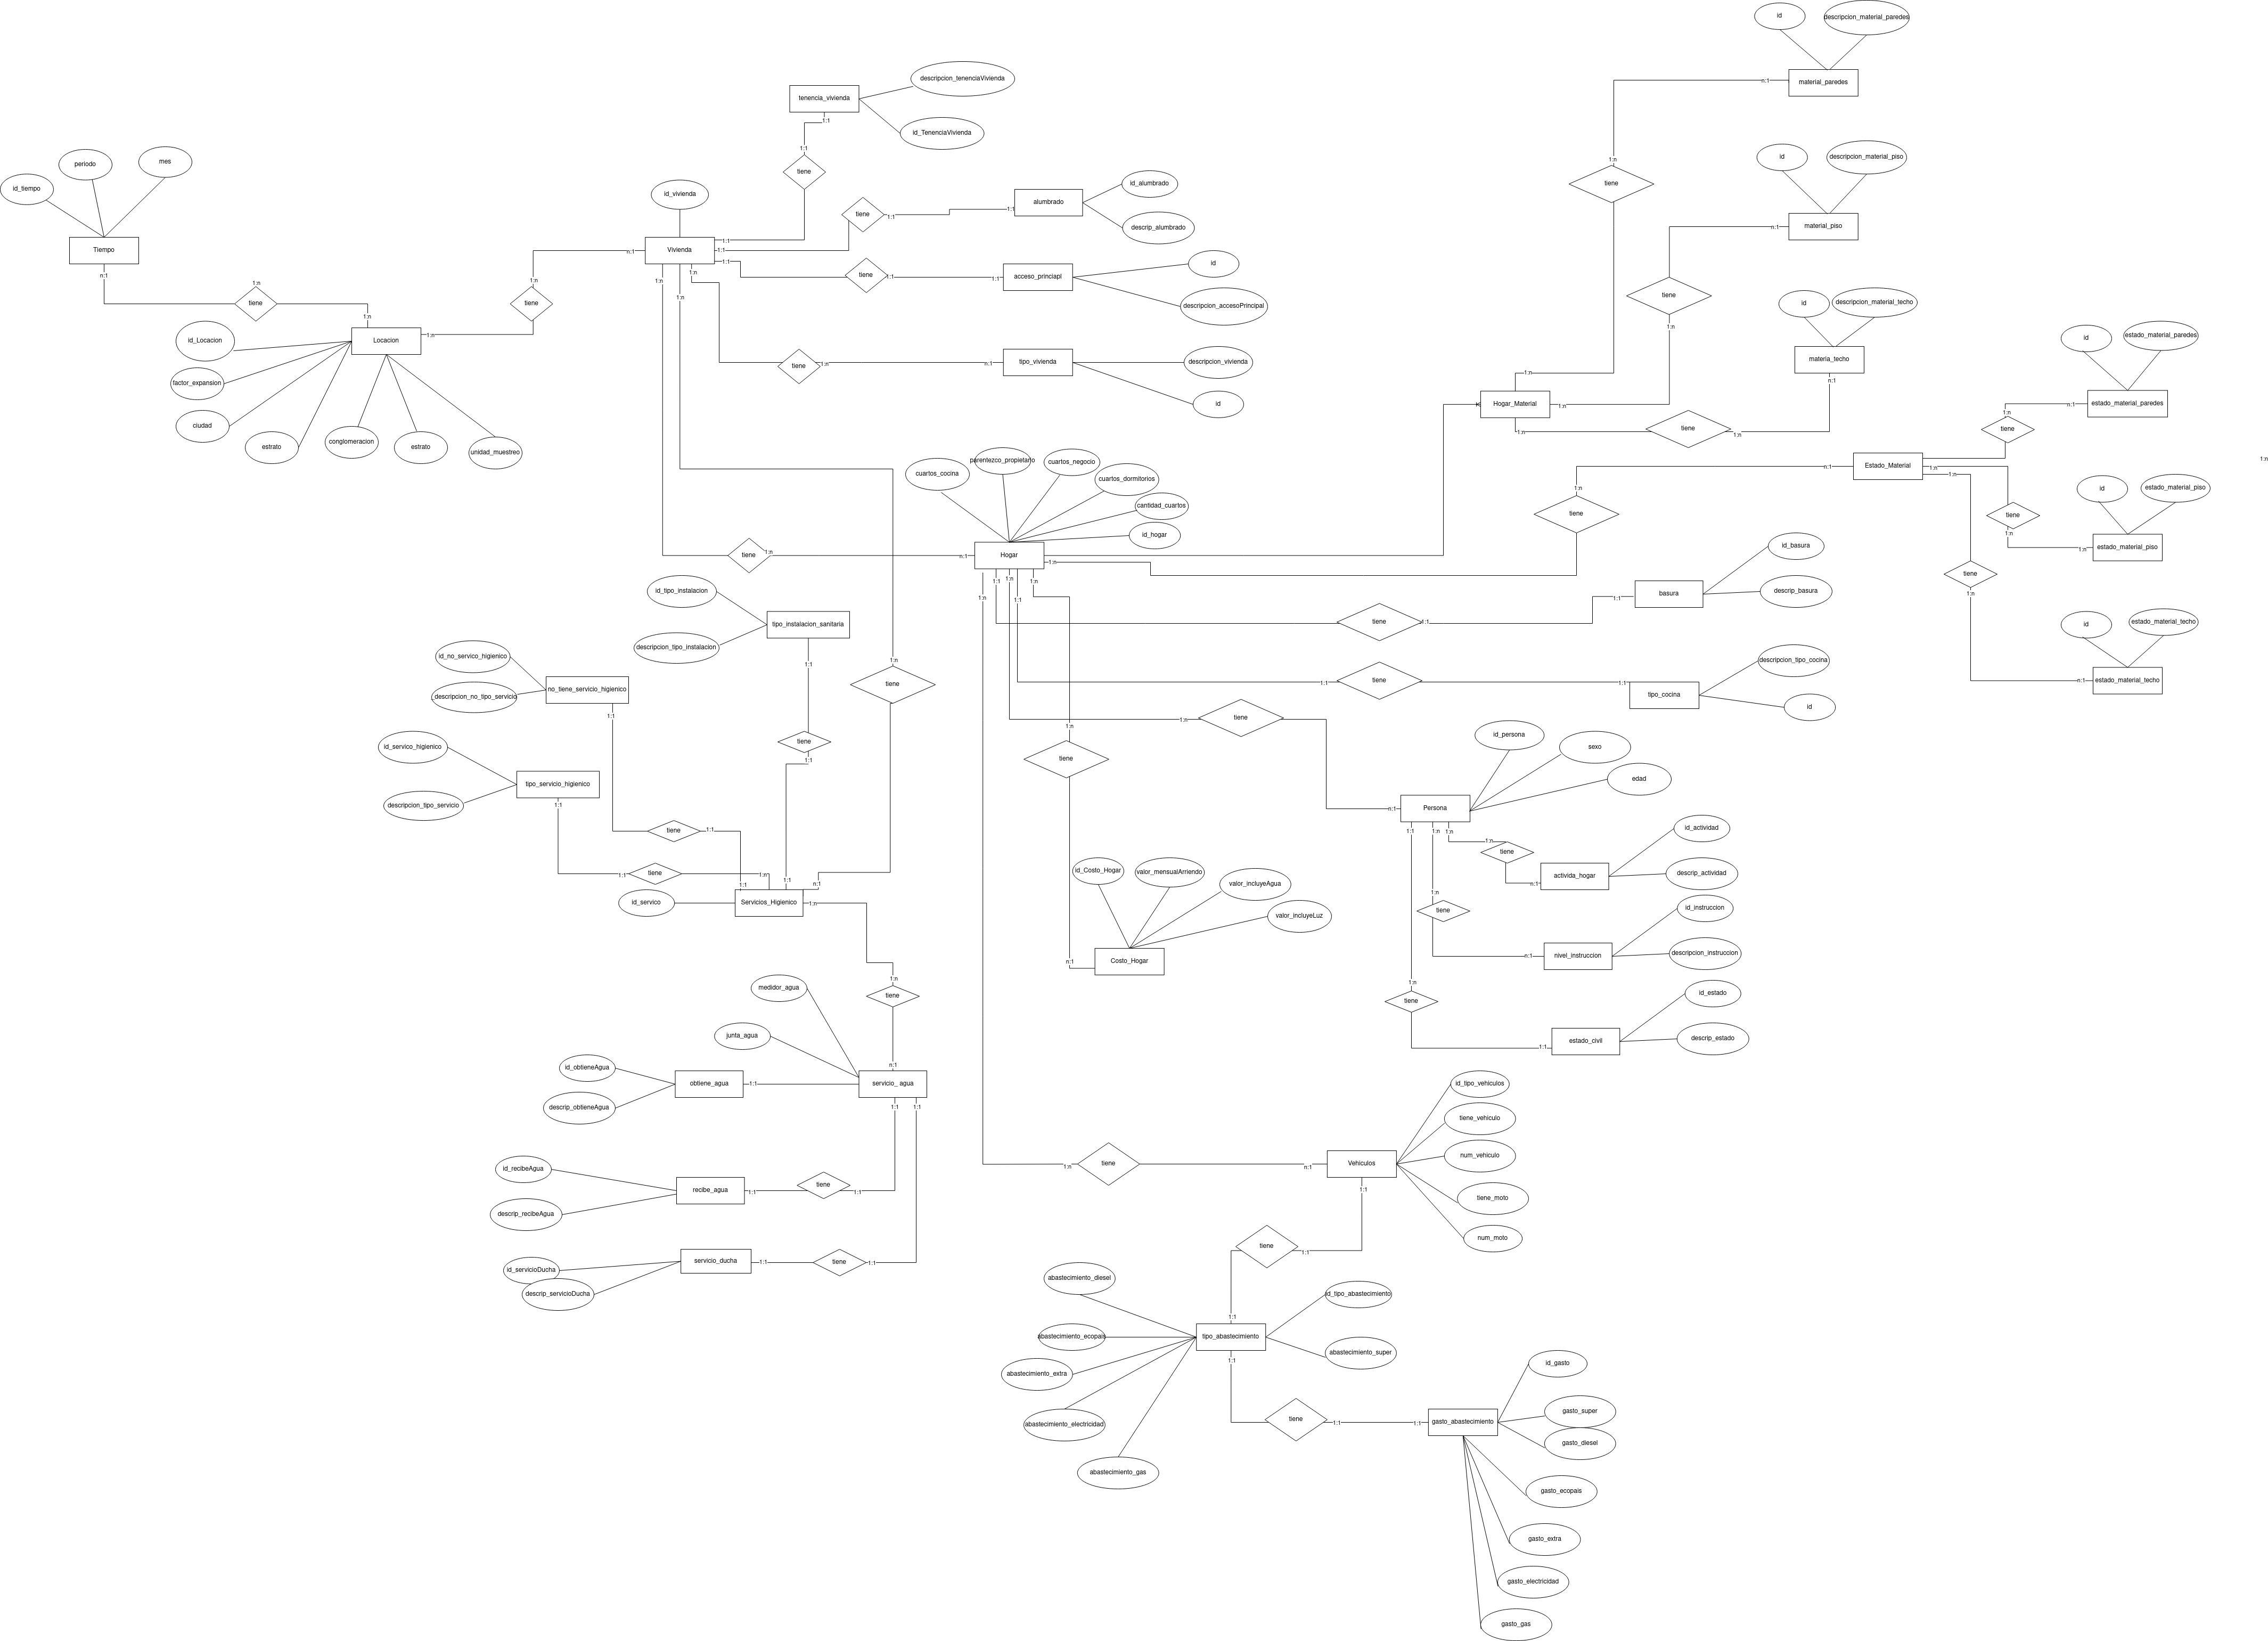 id
descripcion_material_paredes
material_paredes
n:1
descripcion_tenenciaVivienda
tenencia_vivienda
1:1
id_TenenciaVivienda
1:1
tiene
1:n
tiene
id
descripcion_material_piso
material_piso
n:1
id_tiempo
periodo
mes
Tiempo
n:1
1:n
tiene
1:n
id_vivienda
Vivienda
n:1
1:1
1:1
1:1
1:n
1:n
1:n
tiene
1:1
1:1
alumbrado
id_alumbrado
descrip_alumbrado
tiene
1:1
1:1
acceso_princiapl
id
descripcion_accesoPrincipal
1:n
tiene
1:n
Locacion
id_Locacion
factor_expansion
ciudad
estrato
conglomeracion
estrato
unidad_muestreo
tiene
1:n
n:1
tipo_vivienda
descripcion_vivienda
id
tiene
1:n
id
descripcion_material_techo
materia_techo
n:1
1:n
Hogar_Material
1:n
1:n
tiene
1:n
id
estado_material_paredes
estado_material_paredes
n:1
1:n
tiene
Estado_Material
n:1
1:n
1:n
1:n
id
estado_material_piso
tiene
1:n
1:n
estado_material_piso
tiene
1:n
id
estado_material_techo
n:1
estado_material_techo
1:n
tiene
cuartos_cocina
parentezco_propietario
cuartos_negocio
cuartos_dormitorios
cantidad_cuartos
id_hogar
tiene
1:n
n:1
Hogar
1:n
1:n
1:1
1:n
1:1
1:n
id_basura
descrip_basura
basura
1:1
tiene
1:1
id_tipo_instalacion
descripcion_tipo_instalacion
tipo_instalacion_sanitaria
1:1
id_no_servico_higienico
descripcion_no_tipo_servicio
no_tiene_servicio_higienico
1:1
1:n
tiene
descripcion_tipo_cocina
id
tipo_cocina
1:1
tiene
1:1
1:n
tiene
1:n
tiene
tiene
1:1
id_servico_higienico
descripcion_tipo_servicio
tipo_servicio_higienico
1:1
id_persona
sexo
edad
Persona
n:1
1:1
1:n
1:n
tiene
1:1
1:n
tiene
id_actividad
descrip_actividad
activida_hogar
n:1
1:1
tiene
1:n
1:1
1:1
n:1
id_servico
Servicios_Higienico
1:n
id_Costo_Hogar
valor_mensualArriendo
valor_incluyeAgua
valor_incluyeLuz
Costo_Hogar
n:1
1:n
tiene
id_instruccion
descripcion_instruccion
nivel_instruccion
n:1
1:n
tiene
id_estado
descrip_estado
estado_civil
1:1
1:n
tiene
medidor_agua
junta_agua
n:1
servicio_ agua
1:1
1:1
id_obtieneAgua
descrip_obtieneAgua
obtiene_agua
1:1
id_recibeAgua
descrip_recibeAgua
recibe_agua
1:1
tiene
1:1
id_servicioDucha
descrip_servicioDucha
servicio_ducha
1:1
tiene
1:1
1:n
tiene
n:1
Vehiculos
1:1
id_tipo_vehiculos
tiene_vehiculo
num_vehiculo
tiene_moto
num_moto
tiene
1:1
1:1
abastecimiento_diesel
abastecimiento_ecopais
abastecimiento_extra
abastecimiento_electricidad
abastecimiento_gas
tipo_abastecimiento
id_tipo_abastecimiento
abastecimiento_super
1:1
tiene
1:1
1:1
gasto_abastecimiento
id_gasto
gasto_super
gasto_diesel
gasto_ecopais
gasto_extra
gasto_electricidad
gasto_gas